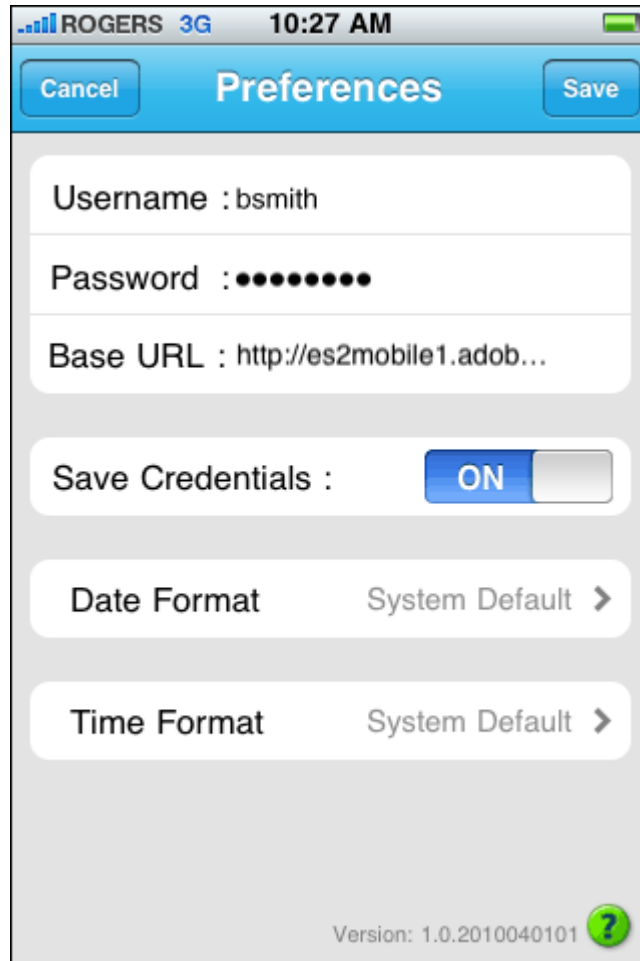 ROGERS 3G 10:27 AM
Cancel Preferences Save
Username : bsmith
Password : ●●●●●●●●
Base URL : http://es2mobile1.adob...
Save Credentials : ON
Date Format System Default >
Time Format System Default >
Version: 1.0.2010040101 ?